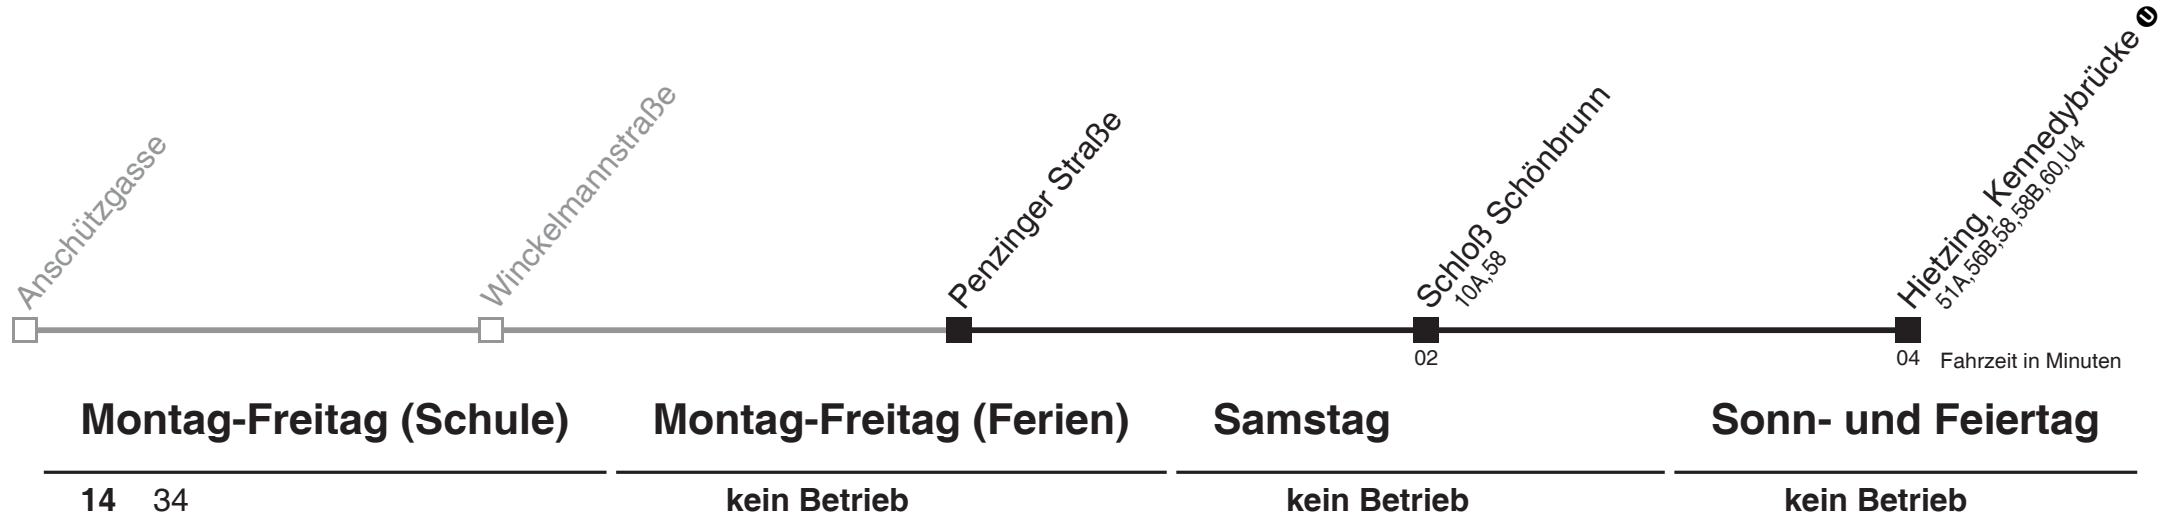 Anschützgasse
Winckelmannstraße
Penzinger Straße
Schloß Schönbrunn
10A,58
Hietzing, Kennedybrücke U
51A,56B,58,58B,60,U4
02
04 Fahrzeit in Minuten
Montag-Freitag (Schule) Montag-Freitag (Ferien) Samstag Sonn- und Feiertag
14 34 kein Betrieb kein Betrieb kein Betrieb